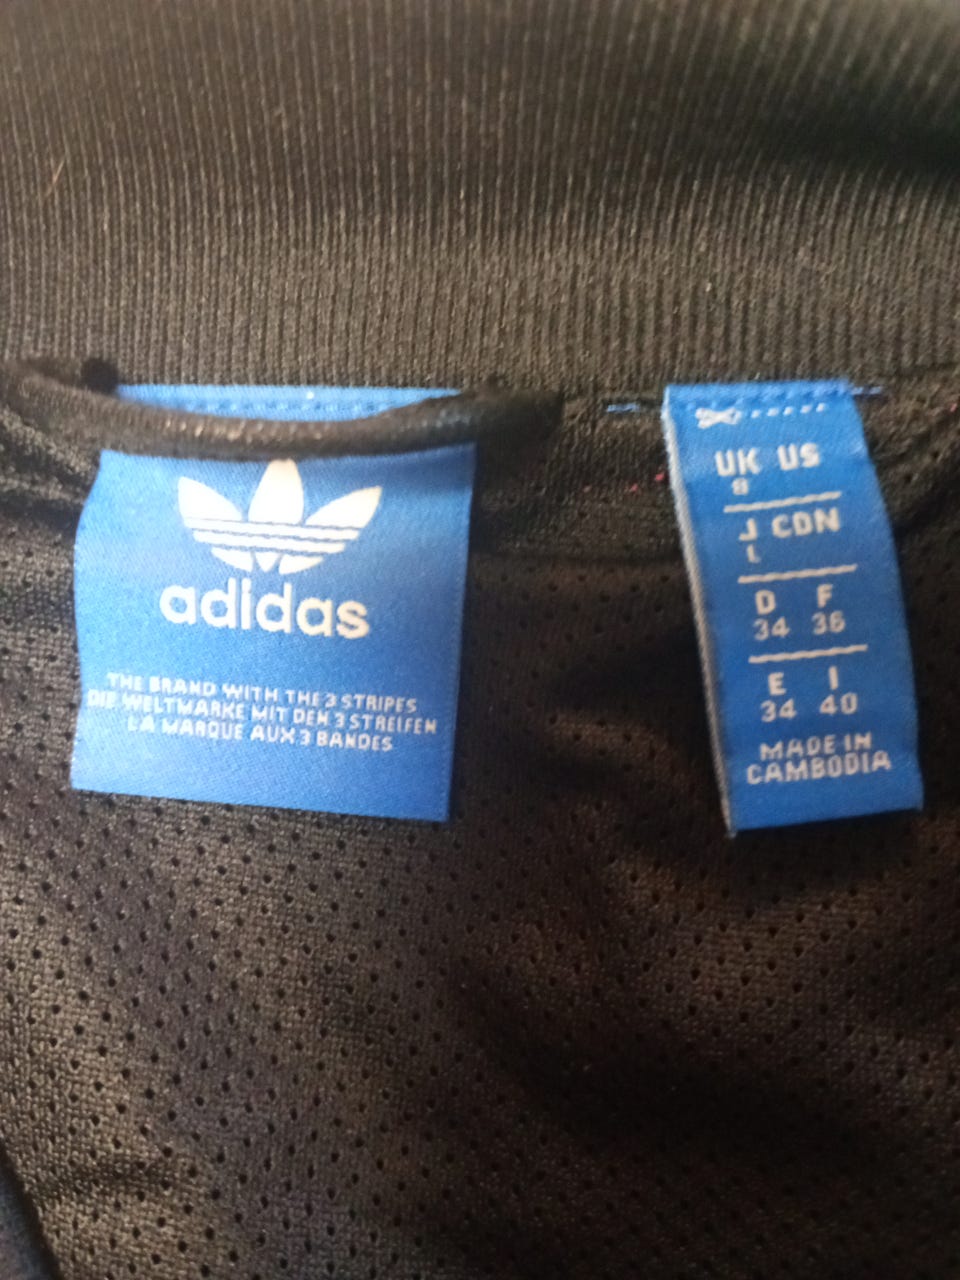 adidas
THE BRAND WITH THE 3 STRIPES
DIE WELTMARKE MIT DEN 3 STREIFEN
LA MARQUE AUX 3 BANDES
UK US
8
J CDN
L
D F
34 36
E I
34 40
MADE IN
CAMBODIA